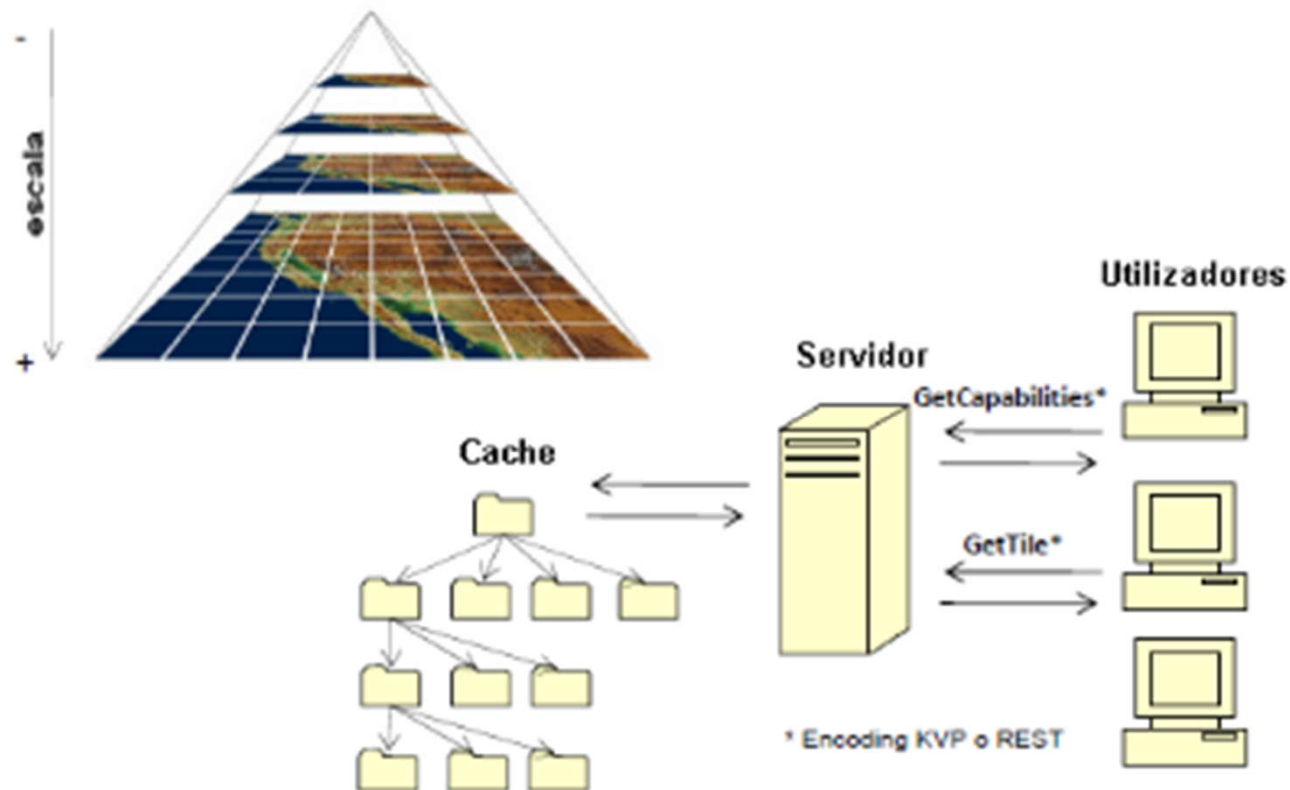 -
escala
+
Utilizadores
Servidor
GetCapabilities*
Cache
GetTile*
* Encoding KVP o REST